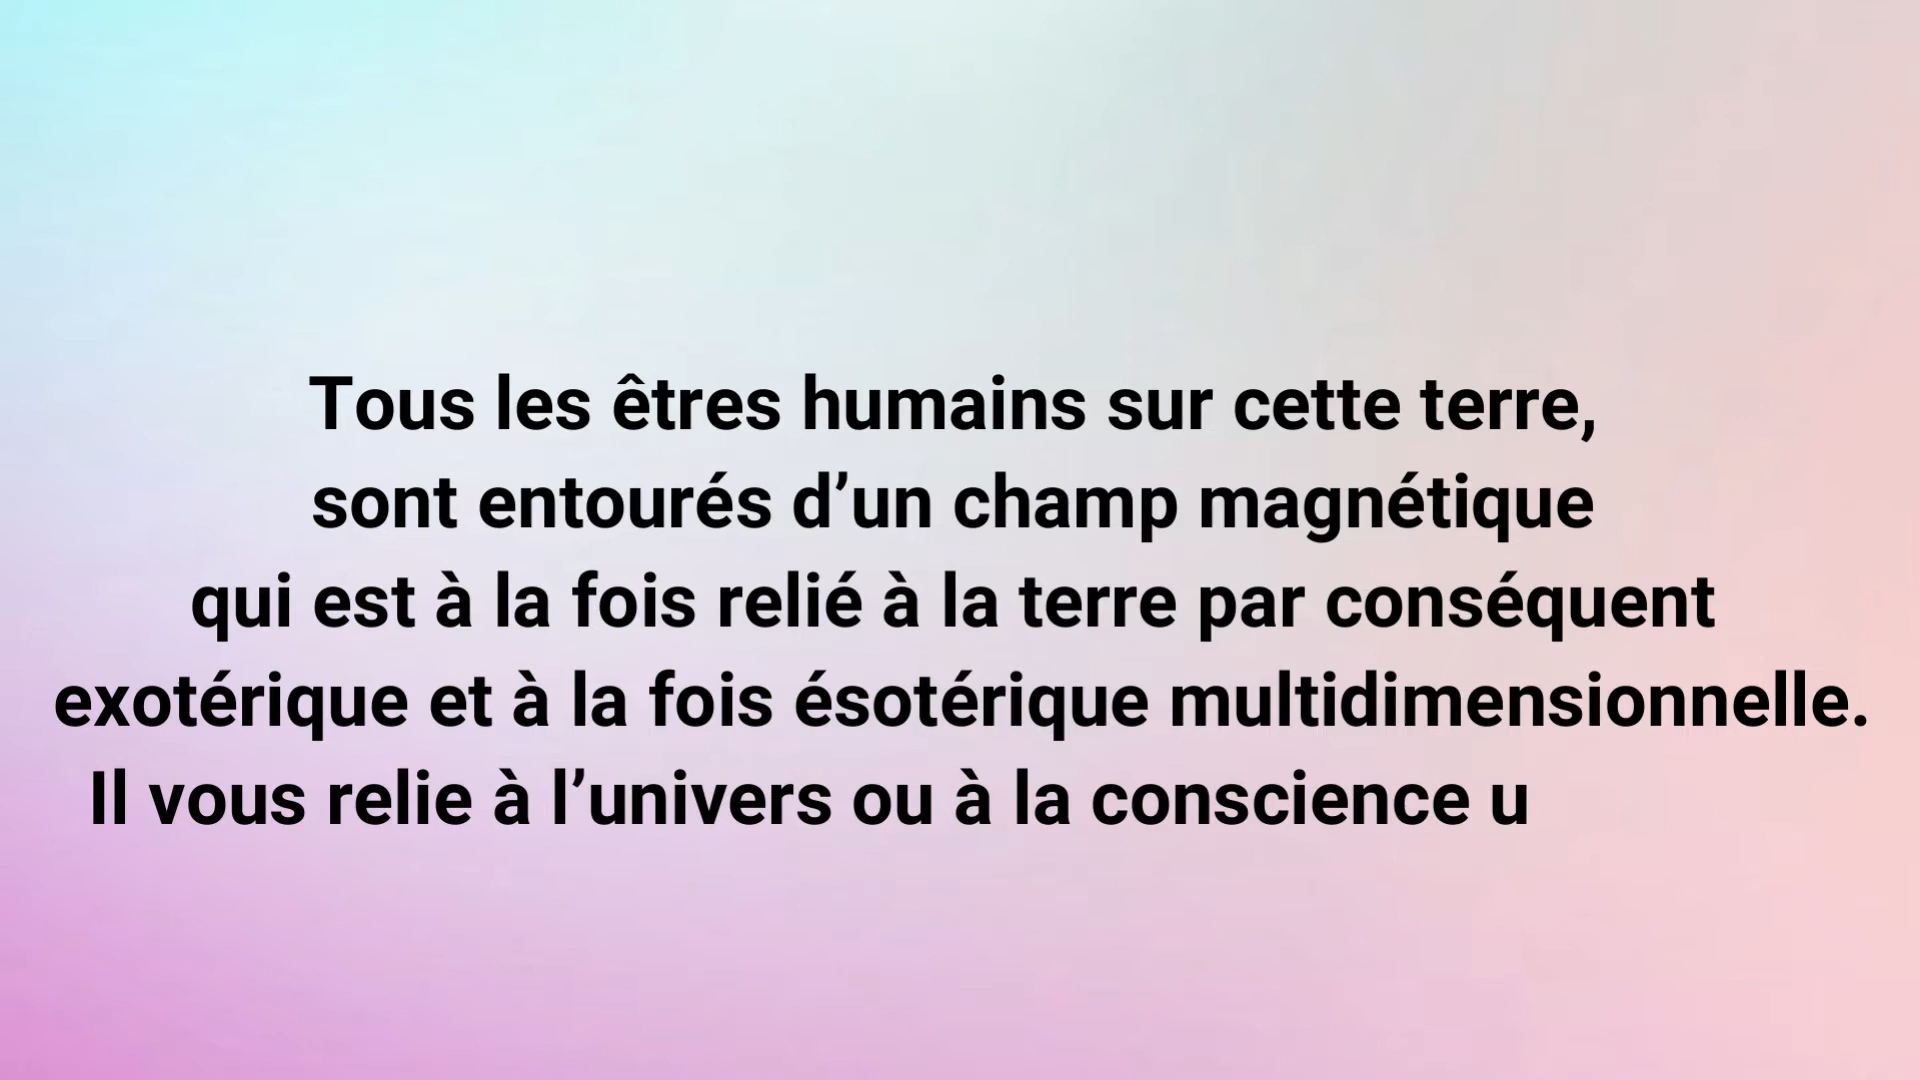 Tous les êtres humains sur cette terre,
sont entourés d’un champ magnétique
qui est à la fois relié à la terre par conséquent
exotérique et à la fois ésotérique multidimensionnelle.
Il vous relie à l’univers ou à la conscience u